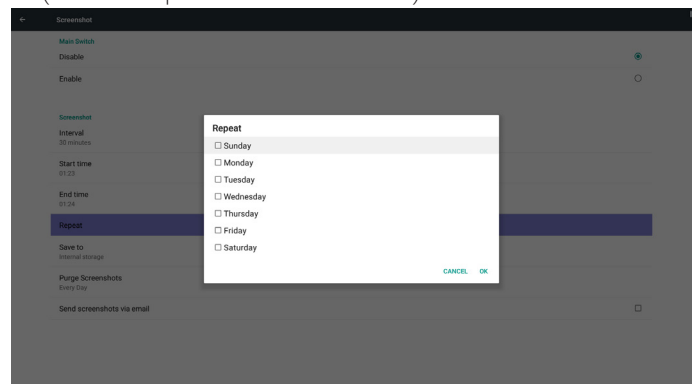 Screenshot
Main Switch
Disable
Enable
Screenshot
Interval
30 minutes
Start time
01:23
End time
01:24
Repeat
Save to
Internal storage
Purge Screenshots
Every Day
Send screenshots via email
Repeat
Sunday
Monday
Tuesday
Wednesday
Thursday
Friday
Saturday
CANCEL OK